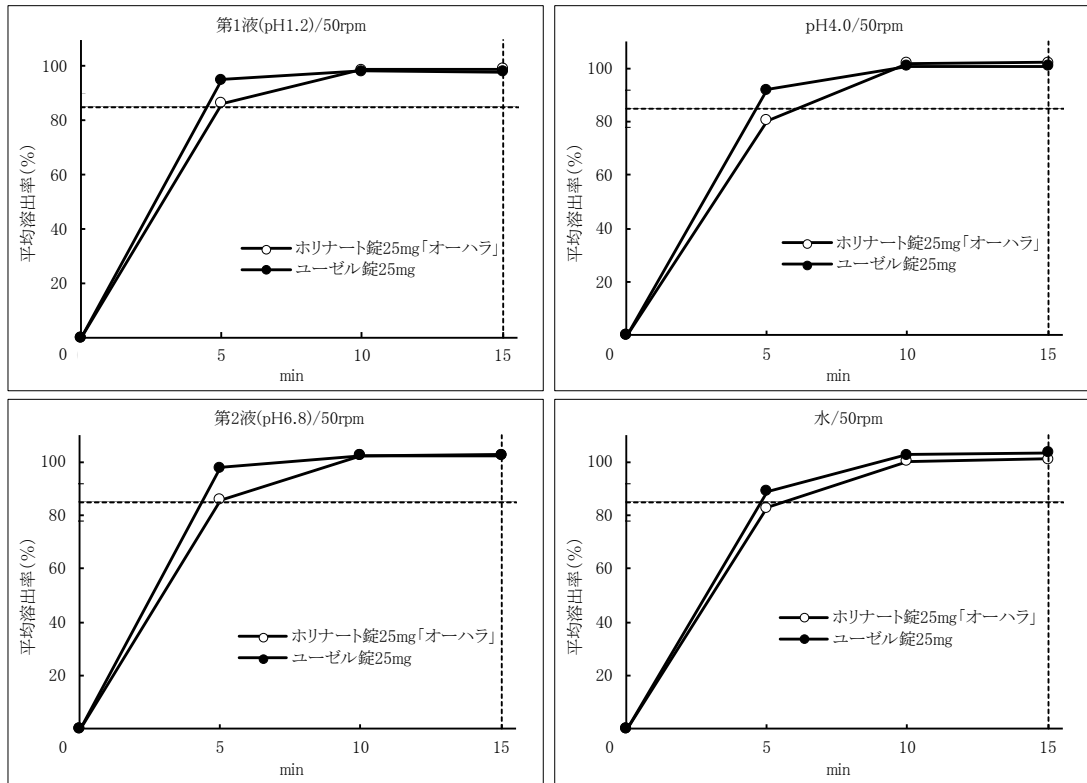 第1液(pH1.2)/50rpm
平均溶出率(%)
100
80
60
40
20
0
5
10
15
min
ホリナート錠25mg「オーハラ」
ユーゼル錠25mg
pH4.0/50rpm
平均溶出率(%)
100
80
60
40
20
0
5
10
15
min
ホリナート錠25mg「オーハラ」
ユーゼル錠25mg
第2液(pH6.8)/50rpm
平均溶出率(%)
100
80
60
40
20
0
5
10
15
min
ホリナート錠25mg「オーハラ」
ユーゼル錠25mg
水/50rpm
平均溶出率(%)
100
80
60
40
20
0
5
10
15
min
ホリナート錠25mg「オーハラ」
ユーゼル錠25mg